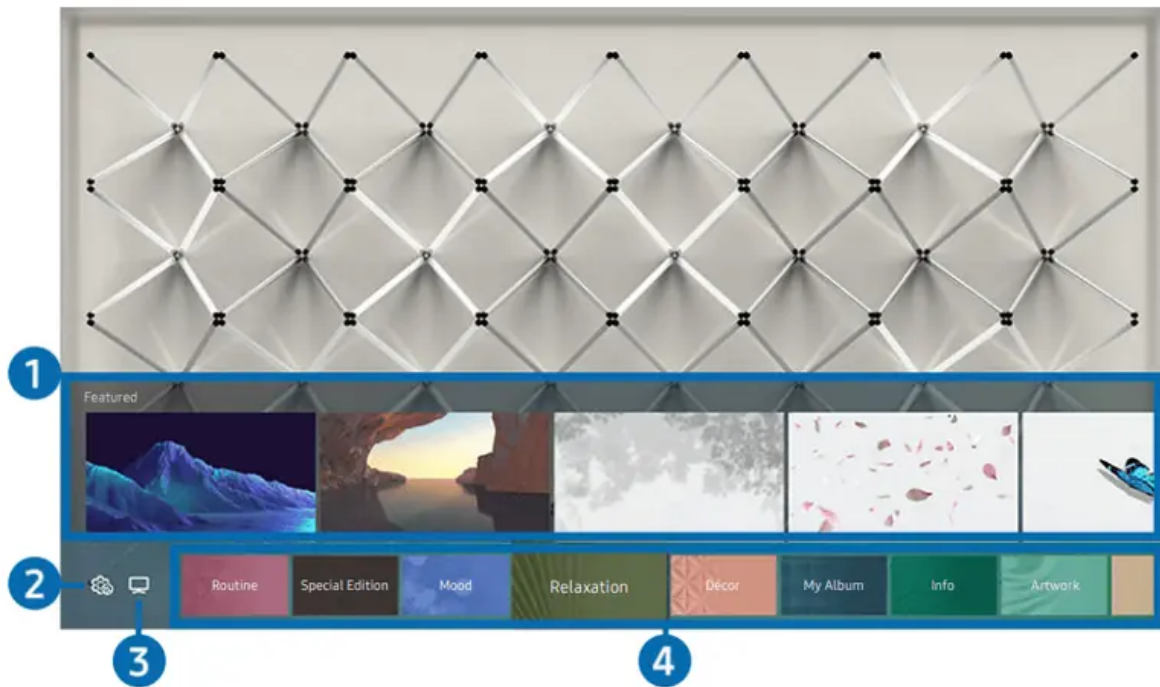 1
Featured
2
Routine
Special Edition
Mood
Relaxation
Décor
My Album
Info
Artwork
3
4